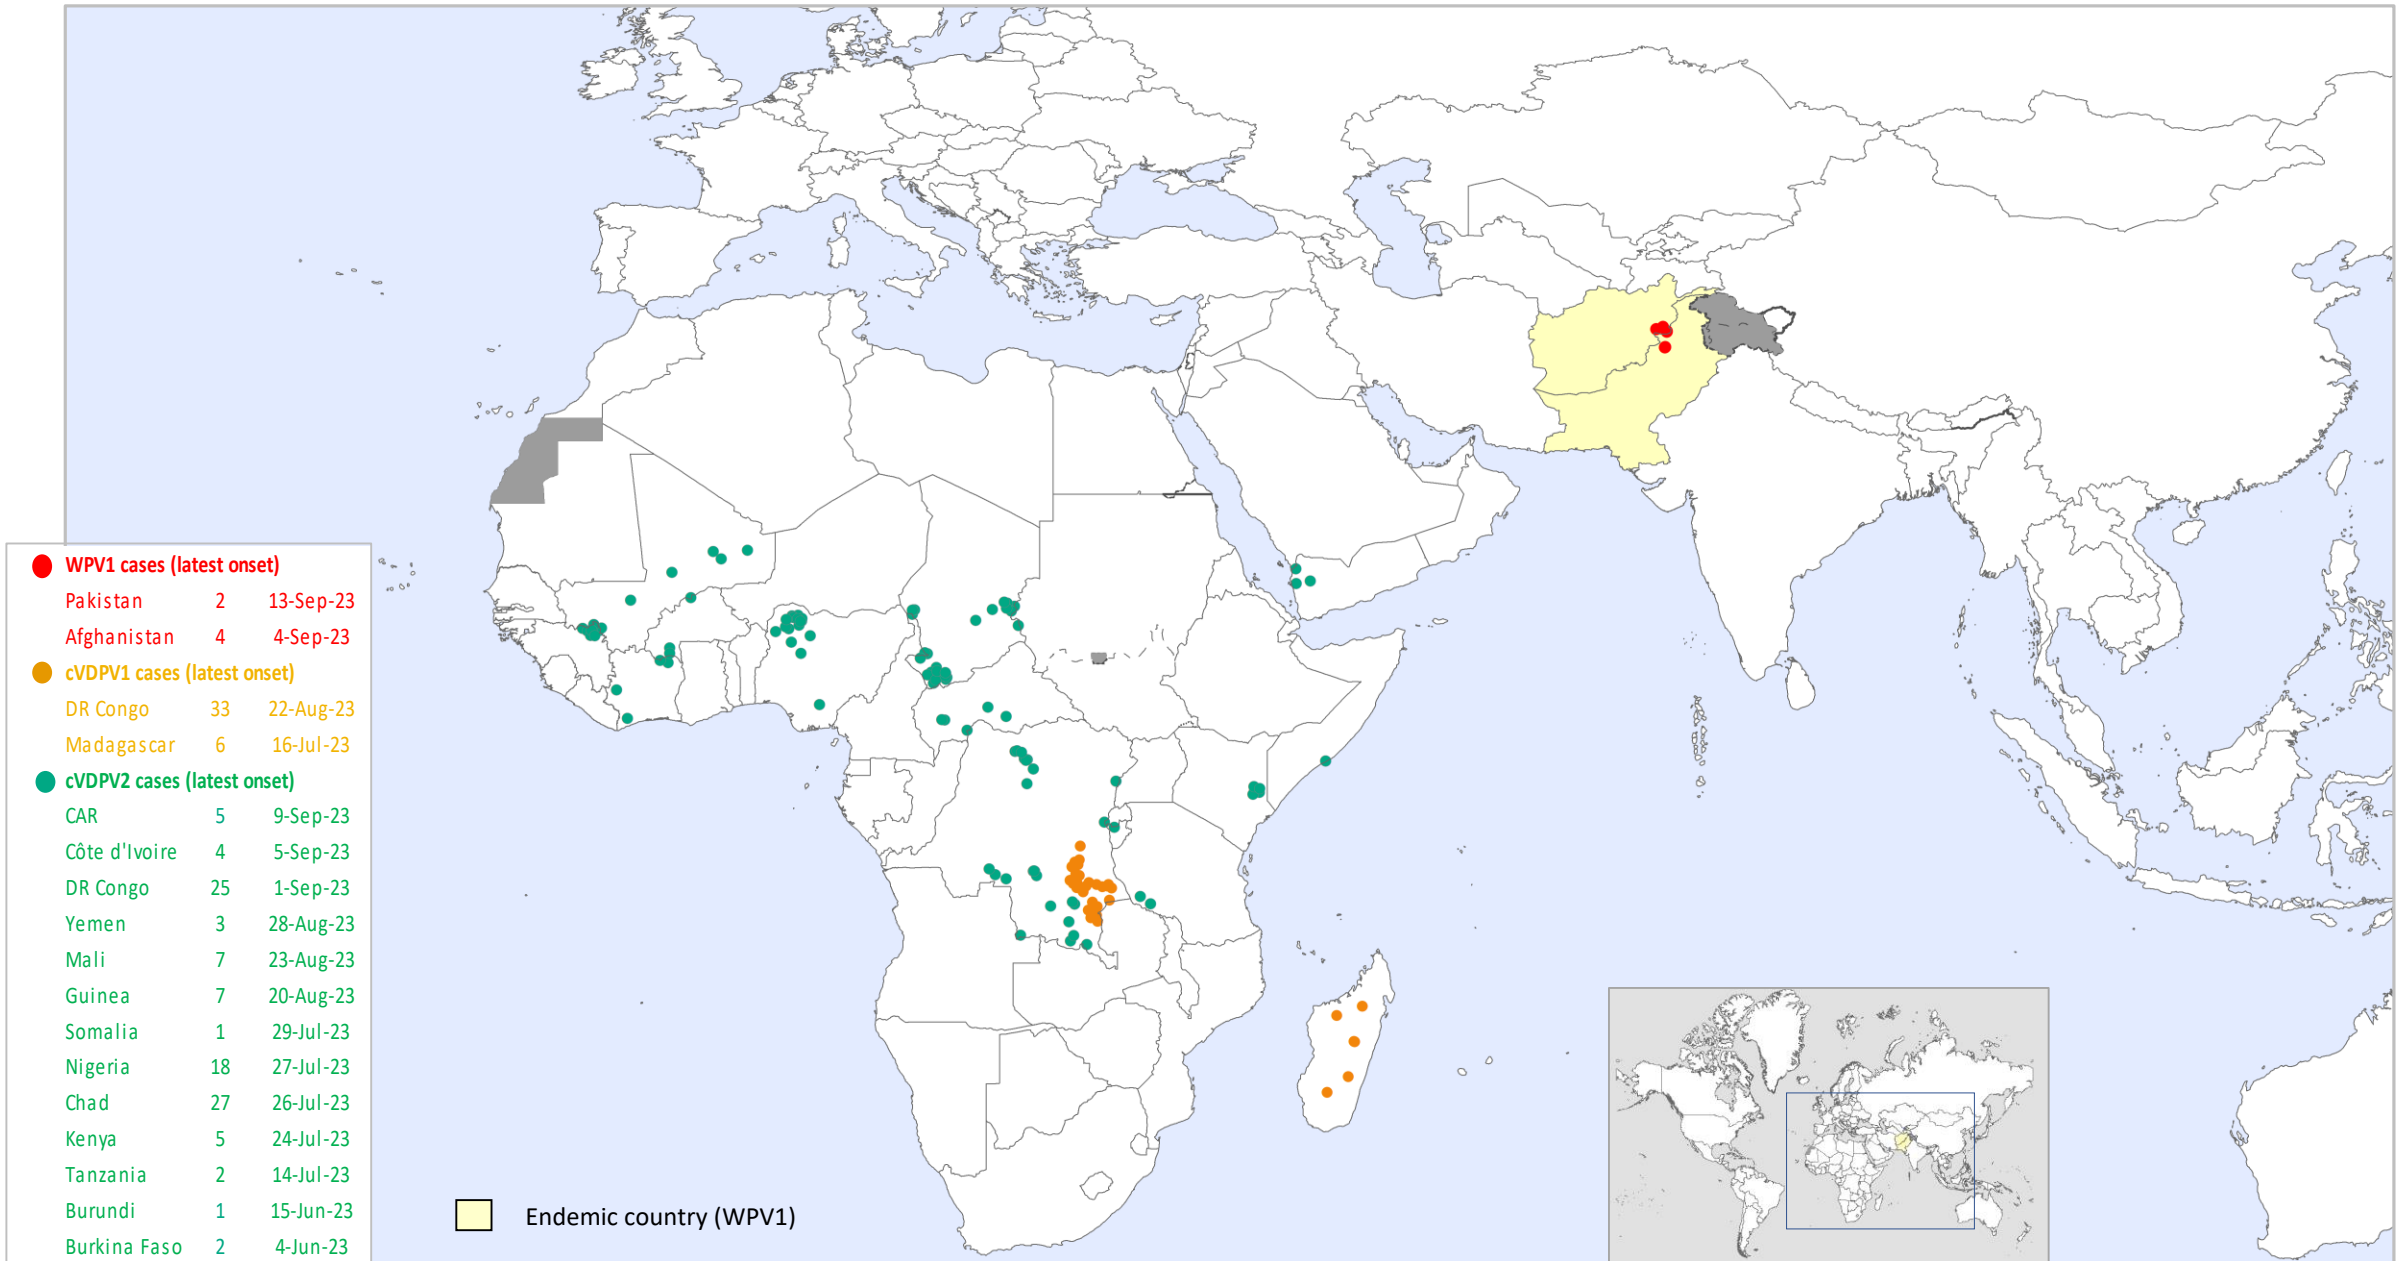 WPV1 cases (latest onset)
Pakistan 2 13-Sep-23
Afghanistan 4 4-Sep-23
cVDPV1 cases (latest onset)
DR Congo 33 22-Aug-23
Madagascar 6 16-Jul-23
cVDPV2 cases (latest onset)
CAR 5 9-Sep-23
Côte d'Ivoire 4 5-Sep-23
DR Congo 25 1-Sep-23
Yemen 3 28-Aug-23
Mali 7 23-Aug-23
Guinea 7 20-Aug-23
Somalia 1 29-Jul-23
Nigeria 18 27-Jul-23
Chad 27 26-Jul-23
Kenya 5 24-Jul-23
Tanzania 2 14-Jul-23
Burundi 1 15-Jun-23
Burkina Faso 2 4-Jun-23
Endemic country (WPV1)